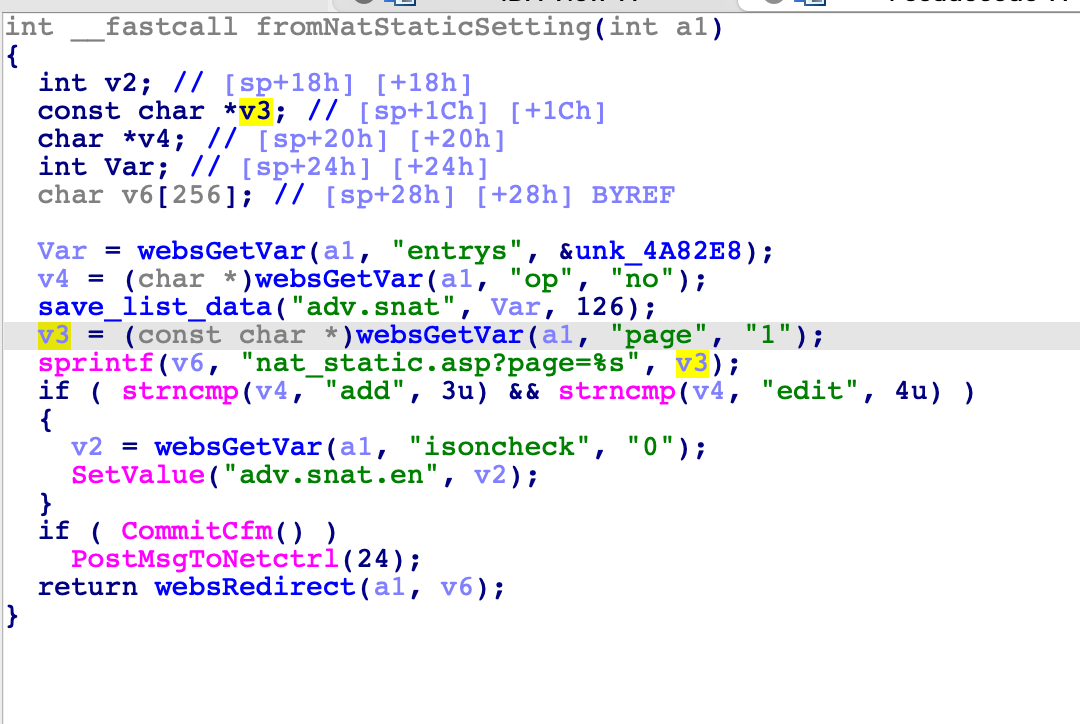 int __fastcall fromNatStaticSetting(int a1)
{
int v2; // [sp+18h] [+18h]
const char *v3; // [sp+1Ch] [+1Ch]
char *v4; // [sp+20h] [+20h]
int Var; // [sp+24h] [+24h]
char v6[256]; // [sp+28h] [+28h] BYREF
Var = websGetVar(a1, "entrys", &unk_4A82E8);
v4 = (char *)websGetVar(a1, "op", "no");
save_list_data("adv.snat", Var, 126);
v3 = (const char *)websGetVar(a1, "page", "1");
sprintf(v6, "nat_static.asp?page=%s", v3);
if ( strncmp(v4, "add", 3u) && strncmp(v4, "edit", 4u) )
{
v2 = websGetVar(a1, "isoncheck", "0");
SetValue("adv.snat.en", v2);
}
if ( CommitCfm() )
PostMsgToNetctrl(24);
return websRedirect(a1, v6);
}